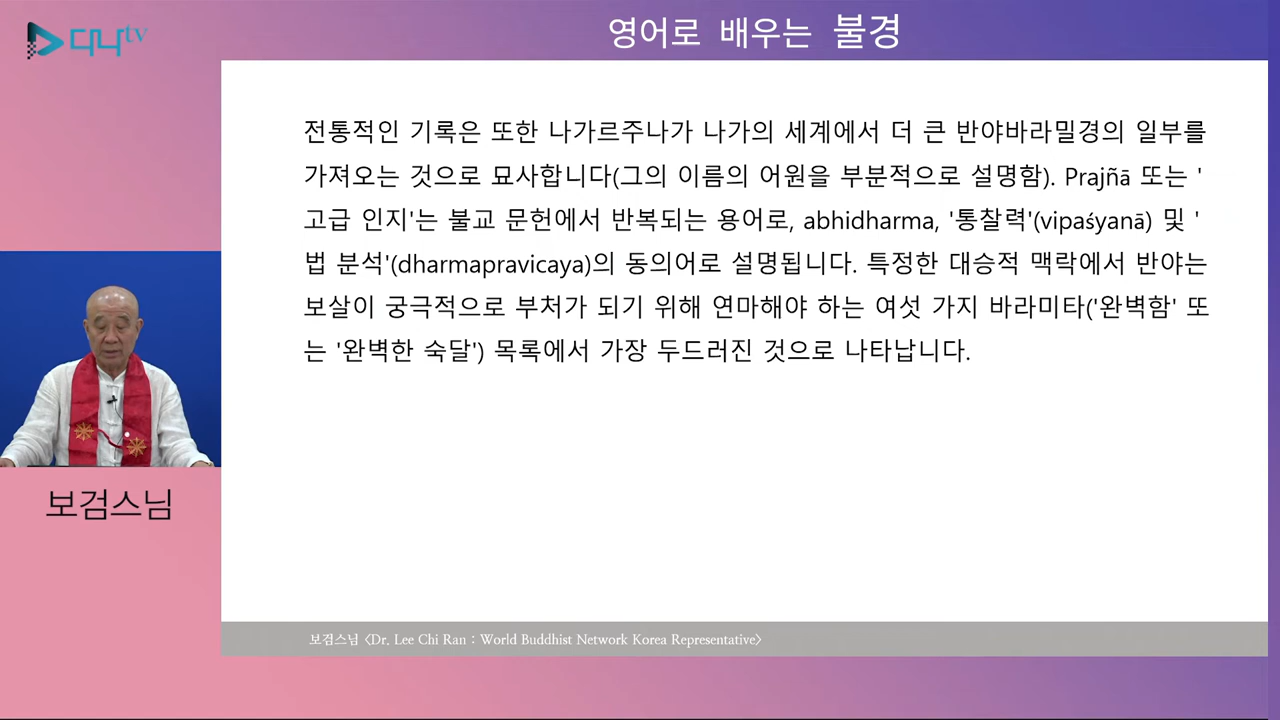 디나tv
영어로 배우는 불경
전통적인 기록은 또한 나가르주나가 나가의 세계에서 더 큰 반야바라밀경의 일부를
가져오는 것으로 묘사합니다(그의 이름의 어원을 부분적으로 설명함). Prajñā 또는 '
고급 인지'는 불교 문헌에서 반복되는 용어로, abhidharma, '통찰력'(vipaśyanā) 및 '
법 분석'(dharmapravicaya)의 동의어로 설명됩니다. 특정한 대승적 맥락에서 반야는
보살이 궁극적으로 부처가 되기 위해 연마해야 하는 여섯 가지 바라미타('완벽함' 또
는 '완벽한 숙달') 목록에서 가장 두드러진 것으로 나타납니다.
보검스님
보검스님 <Dr. Lee Chi Ran : World Buddhist Network Korea Representative>